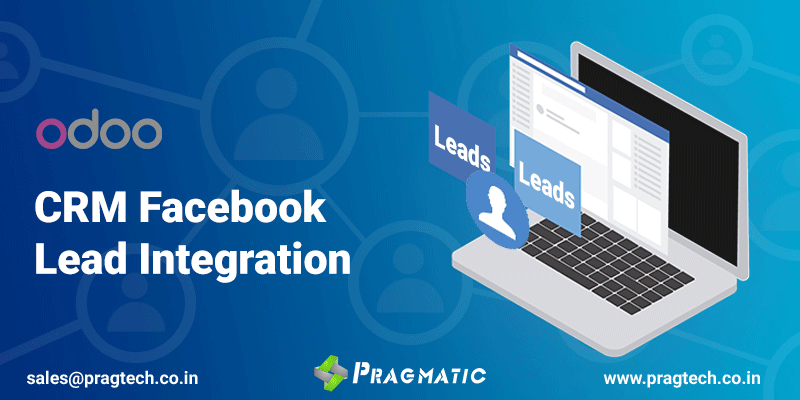 odoo
CRM Facebook
Lead Integration
Leads
Leads
sales@pragtech.co.in
PRAGMATIC
www.pragtech.co.in